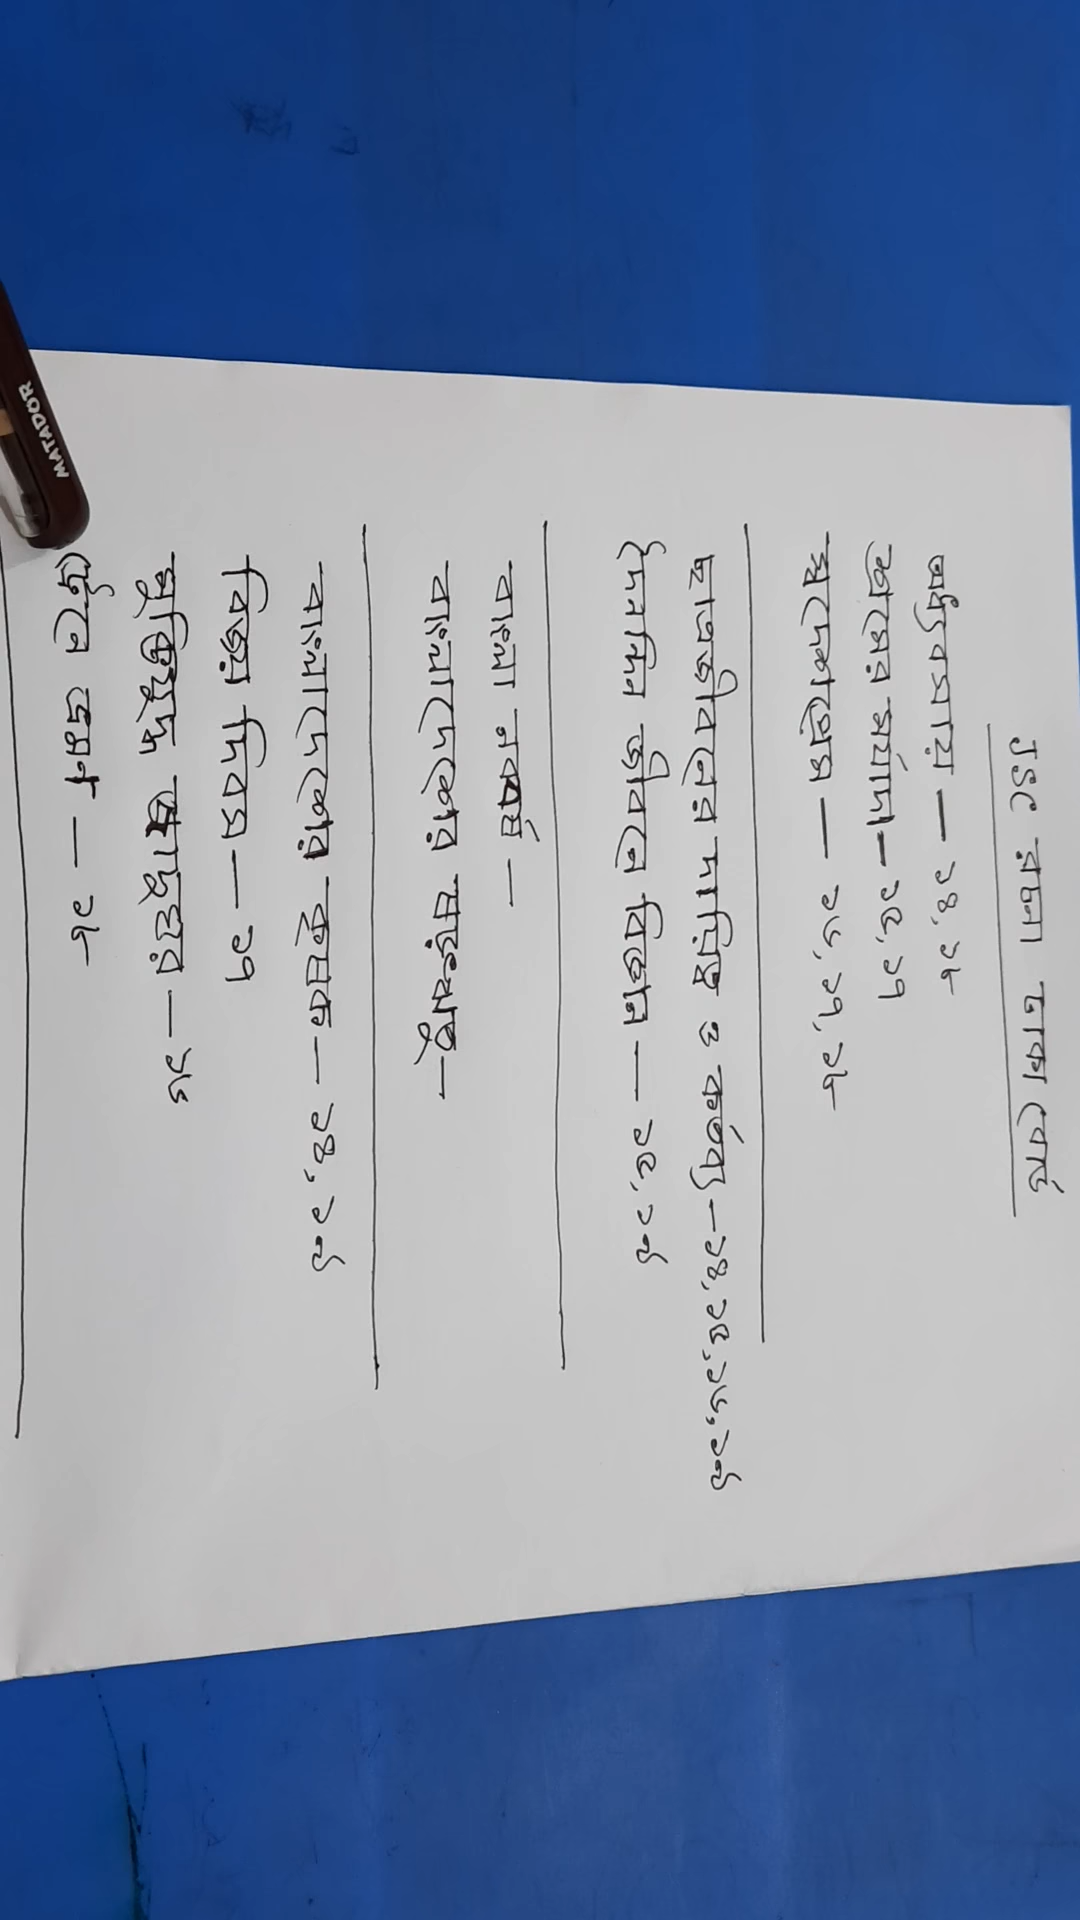 JSC রচনা ঢাকা বোর্ড
অধ্যবসায় — ১৪, ১৮
শ্রমের মর্যাদা — ১৫, ১৭
স্বদেশপ্রেম — ১৬, ১৭, ১৮
ছাত্রজীবনের দায়িত্ব ও কর্তব্য — ১৪, ১৫, ১৬, ১৯
দৈনন্দিন জীবনে বিজ্ঞান — ১৫, ১৯
বাংলা নববর্ষ —
বাংলাদেশের ষড়ঋতু —
বাংলাদেশের কৃষক — ১৪, ১৯
বিজয় দিবস — ১৭
মুক্তিযুদ্ধ জাদুঘর — ১৬
ট্রেনে ভ্রমণ — ১৮
MATADOR